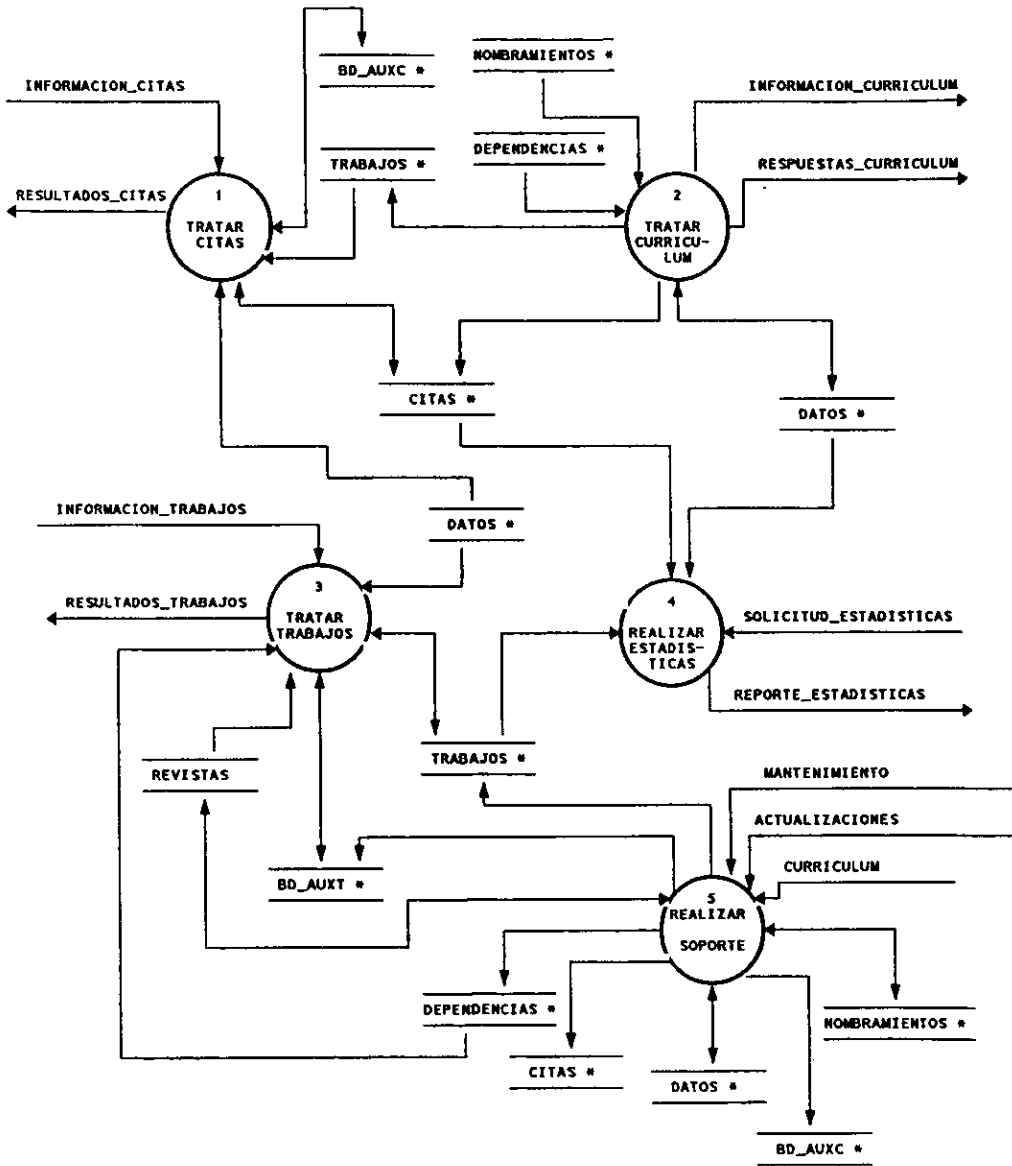 NOMBRAMIENTOS *
BD_AUXC *
INFORMACION_CITAS
INFORMACION_CURRICULUM
DEPENDENCIAS *
TRABAJOS *
RESPUESTAS_CURRICULUM
RESULTADOS_CITAS
1
TRATAR
CITAS
2
TRATAR
CURRICU-
LUM
CITAS *
DATOS *
INFORMACION_TRABAJOS
DATOS *
3
TRATAR
TRABAJOS
RESULTADOS_TRABAJOS
4
REALIZAR
ESTADIS-
TICAS
SOLICITUD_ESTADISTICAS
REPORTE_ESTADISTICAS
TRABAJOS *
REVISTAS
MANTENIMIENTO
ACTUALIZACIONES
CURRICULUM
BD_AUXT *
5
REALIZAR
SOPORTE
DEPENDENCIAS *
NOMBRAMIENTOS *
CITAS *
DATOS *
BD_AUXC *